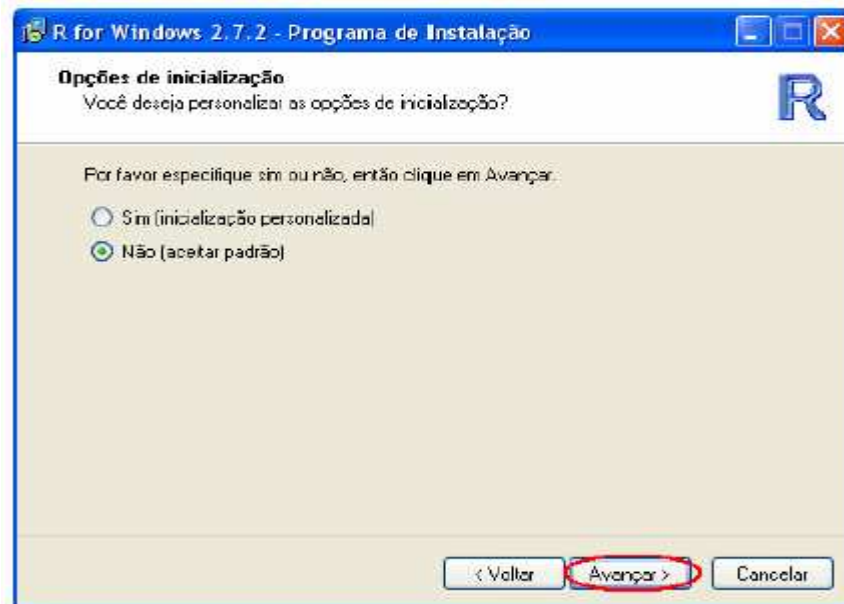 R for Windows 2.7.2 - Programa de Instalação
Opções de inicialização
Você deseja personalizar as opções de inicialização?
R
Por favor especifique sim ou não, então clique em Avançar.
Sim (inicialização personalizada)
Não (aceitar padrão)
< Voltar
Avançar >
Cancelar